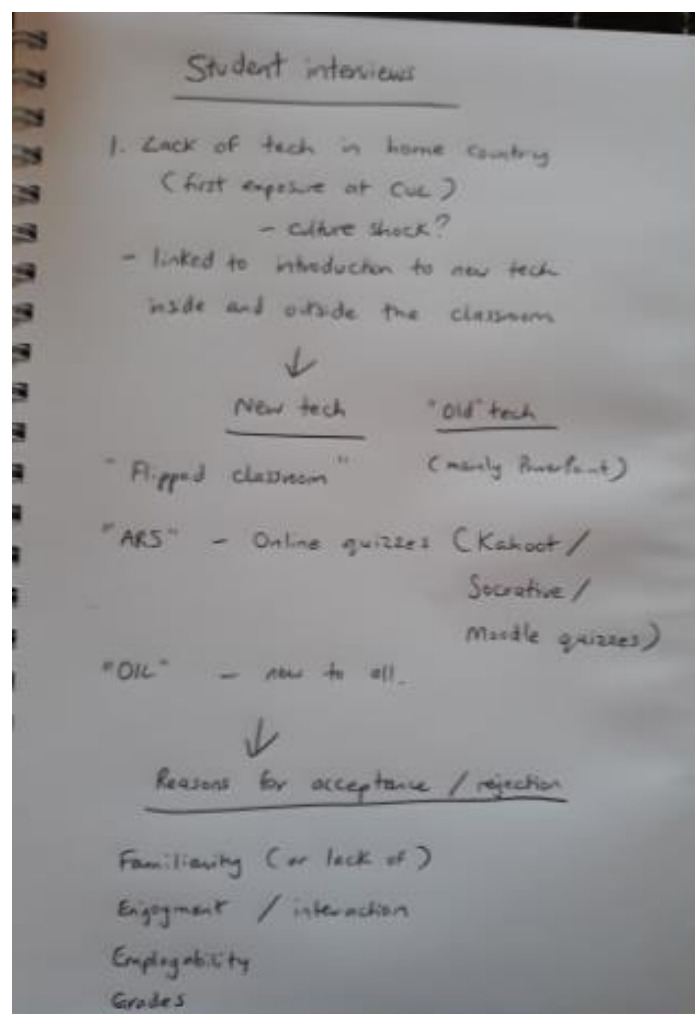 Student interviews
1. Lack of tech in home country
(first exposure at CUC)
- culture shock?
- linked to introduction to new tech
inside and outside the classroom
↓
New tech "Old" tech
"Flipped classroom" (mainly PowerPoint)
"ARS" - Online quizzes (Kahoot /
Socrative /
Moodle quizzes)
"OIL" - new to all.
↓
Reasons for acceptance / rejection
Familiarity (or lack of)
Enjoyment / interaction
Employability
Grades